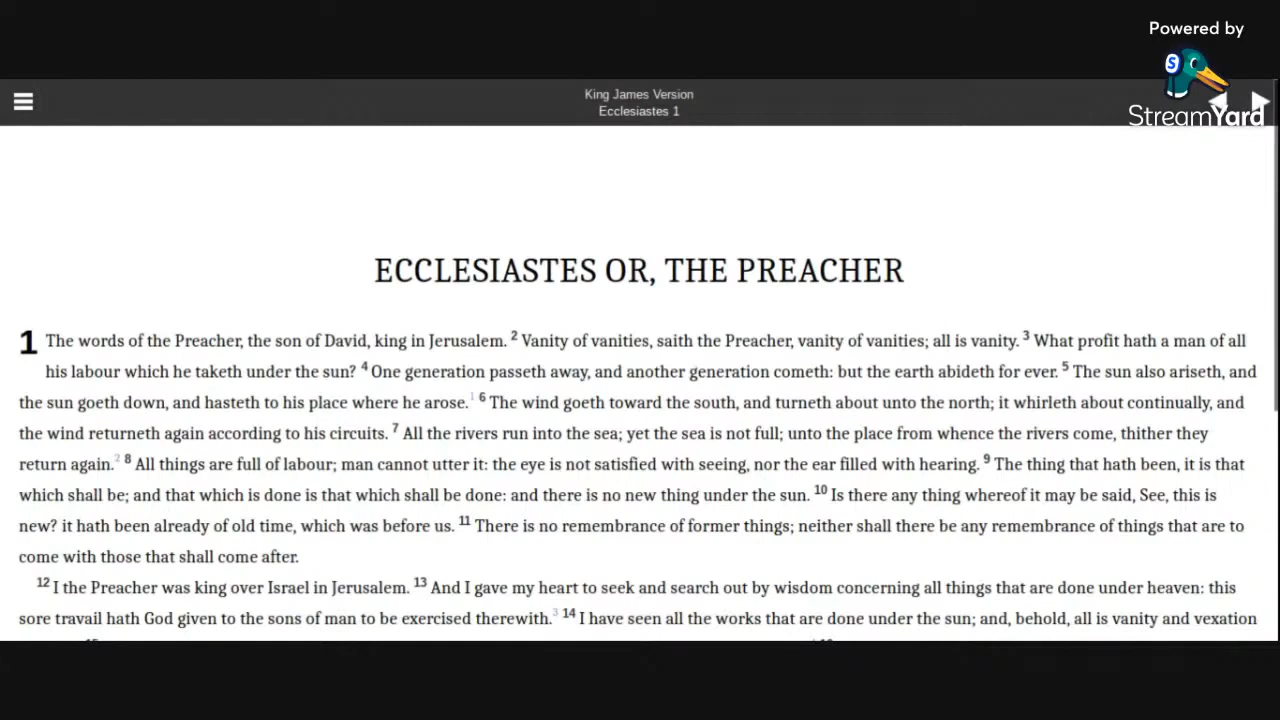 Powered by
StreamYard
King James Version
Ecclesiastes 1
ECCLESIASTES OR, THE PREACHER
1 The words of the Preacher, the son of David, king in Jerusalem. 2 Vanity of vanities, saith the Preacher, vanity of vanities; all is vanity. 3 What profit hath a man of all
his labour which he taketh under the sun? 4 One generation passeth away, and another generation cometh: but the earth abideth for ever. 5 The sun also ariseth, and
the sun goeth down, and hasteth to his place where he arose. 1 6 The wind goeth toward the south, and turneth about unto the north; it whirleth about continually, and
the wind returneth again according to his circuits. 7 All the rivers run into the sea; yet the sea is not full; unto the place from whence the rivers come, thither they
return again. 2 8 All things are full of labour; man cannot utter it: the eye is not satisfied with seeing, nor the ear filled with hearing. 9 The thing that hath been, it is that
which shall be; and that which is done is that which shall be done: and there is no new thing under the sun. 10 Is there any thing whereof it may be said, See, this is
new? it hath been already of old time, which was before us. 11 There is no remembrance of former things; neither shall there be any remembrance of things that are to
come with those that shall come after.
12 I the Preacher was king over Israel in Jerusalem. 13 And I gave my heart to seek and search out by wisdom concerning all things that are done under heaven: this
sore travail hath God given to the sons of man to be exercised therewith. 3 14 I have seen all the works that are done under the sun; and, behold, all is vanity and vexation